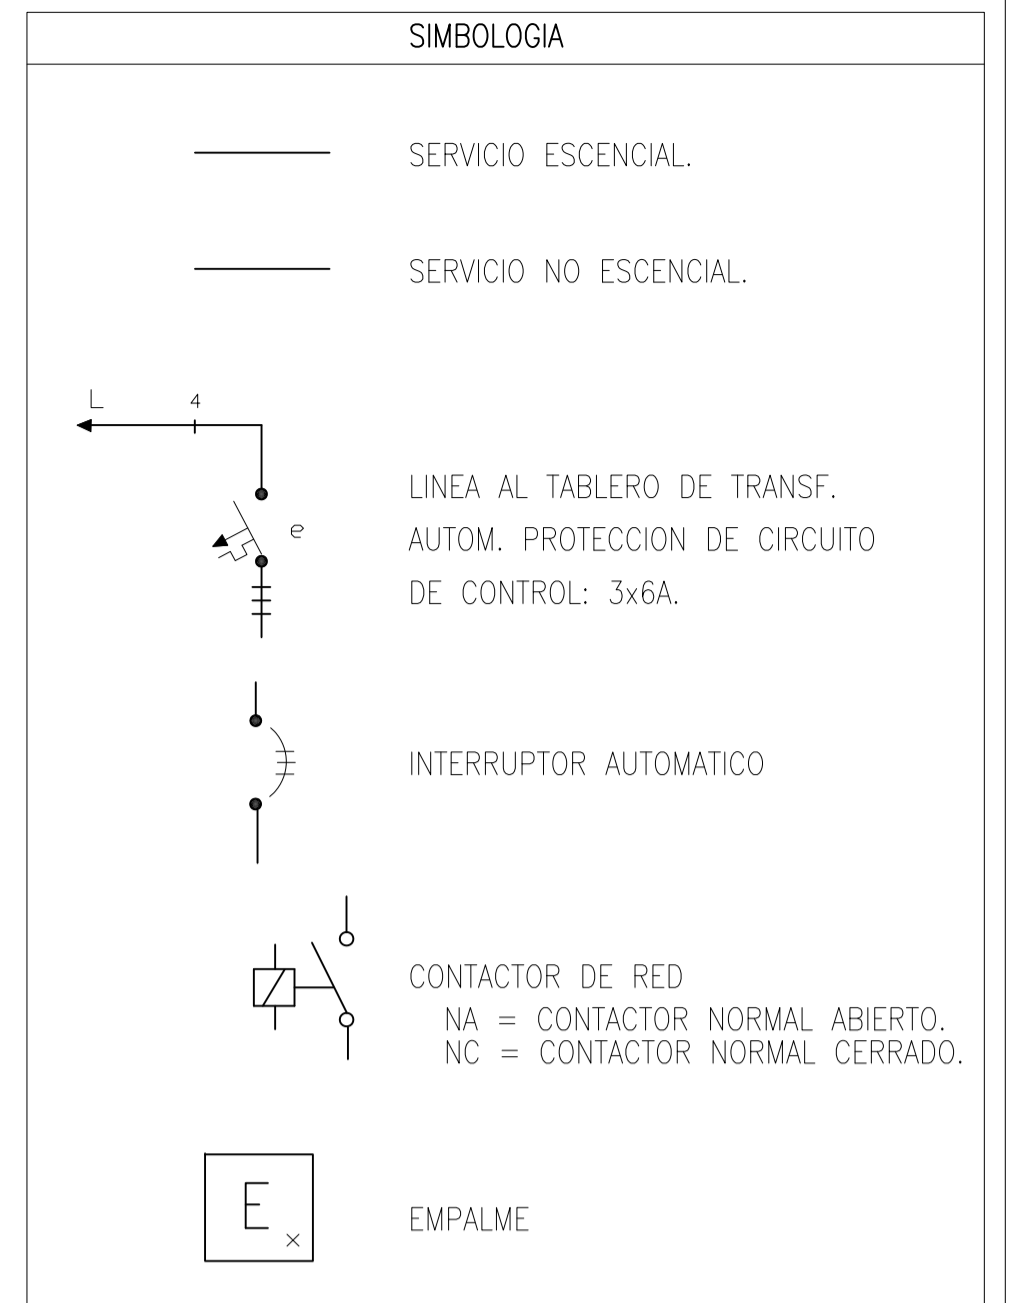 SIMBOLOGIA
SERVICIO ESCENCIAL.
SERVICIO NO ESCENCIAL.
L 4
e
LINEA AL TABLERO DE TRANSF.
AUTOM. PROTECCION DE CIRCUITO
DE CONTROL: 3x6A.
INTERRUPTOR AUTOMATICO
CONTACTOR DE RED
NA = CONTACTOR NORMAL ABIERTO.
NC = CONTACTOR NORMAL CERRADO.
E x
EMPALME